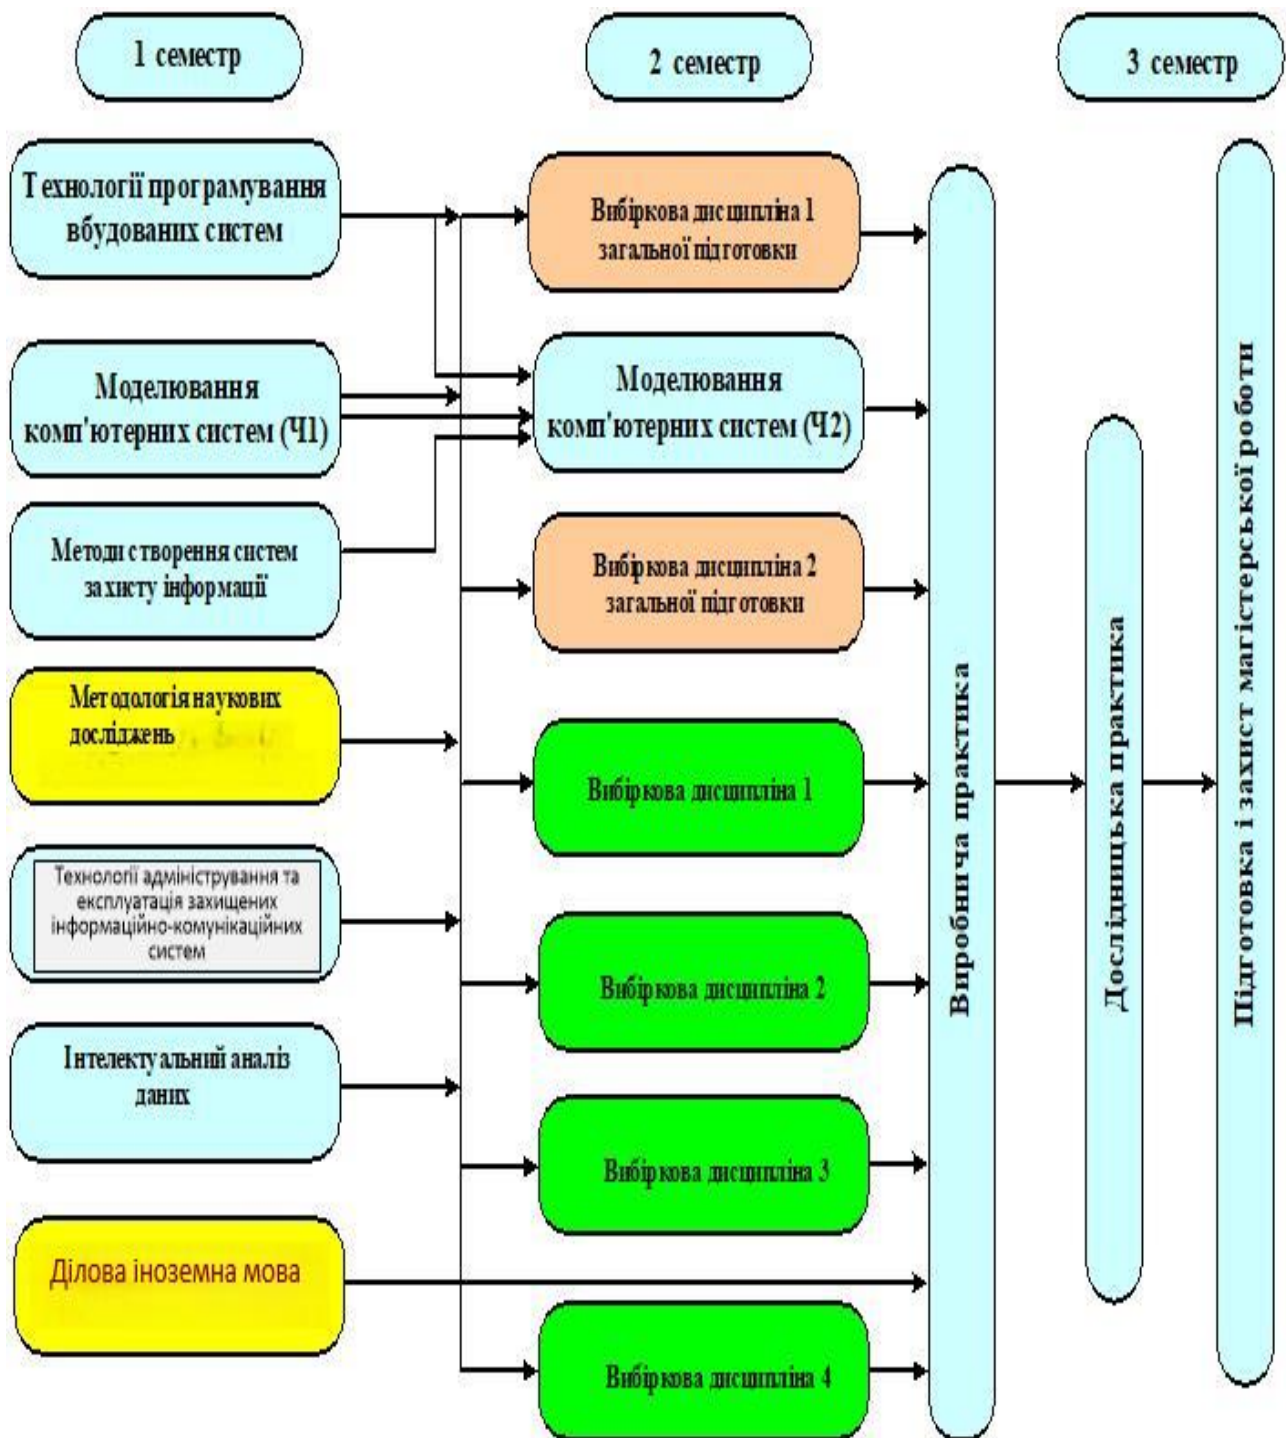 1 семестр
2 семестр
3 семестр
Технології програмування
вбудованих систем
Моделювання
комп'ютерних систем (Ч1)
Методи створення систем
захисту інформації
Методологія наукових
досліджень
Технології адміністрування та
експлуатація захищених
інформаційно-комунікаційних
систем
Інтелектуальний аналіз
даних
Ділова іноземна мова
Вибіркова дисципліна 1
загальної підготовки
Моделювання
комп'ютерних систем (Ч2)
Вибіркова дисципліна 2
загальної підготовки
Вибіркова дисципліна 1
Вибіркова дисципліна 2
Вибіркова дисципліна 3
Вибіркова дисципліна 4
Виробнича практика
Дослідницька практика
Підготовка і захист магістерської роботи